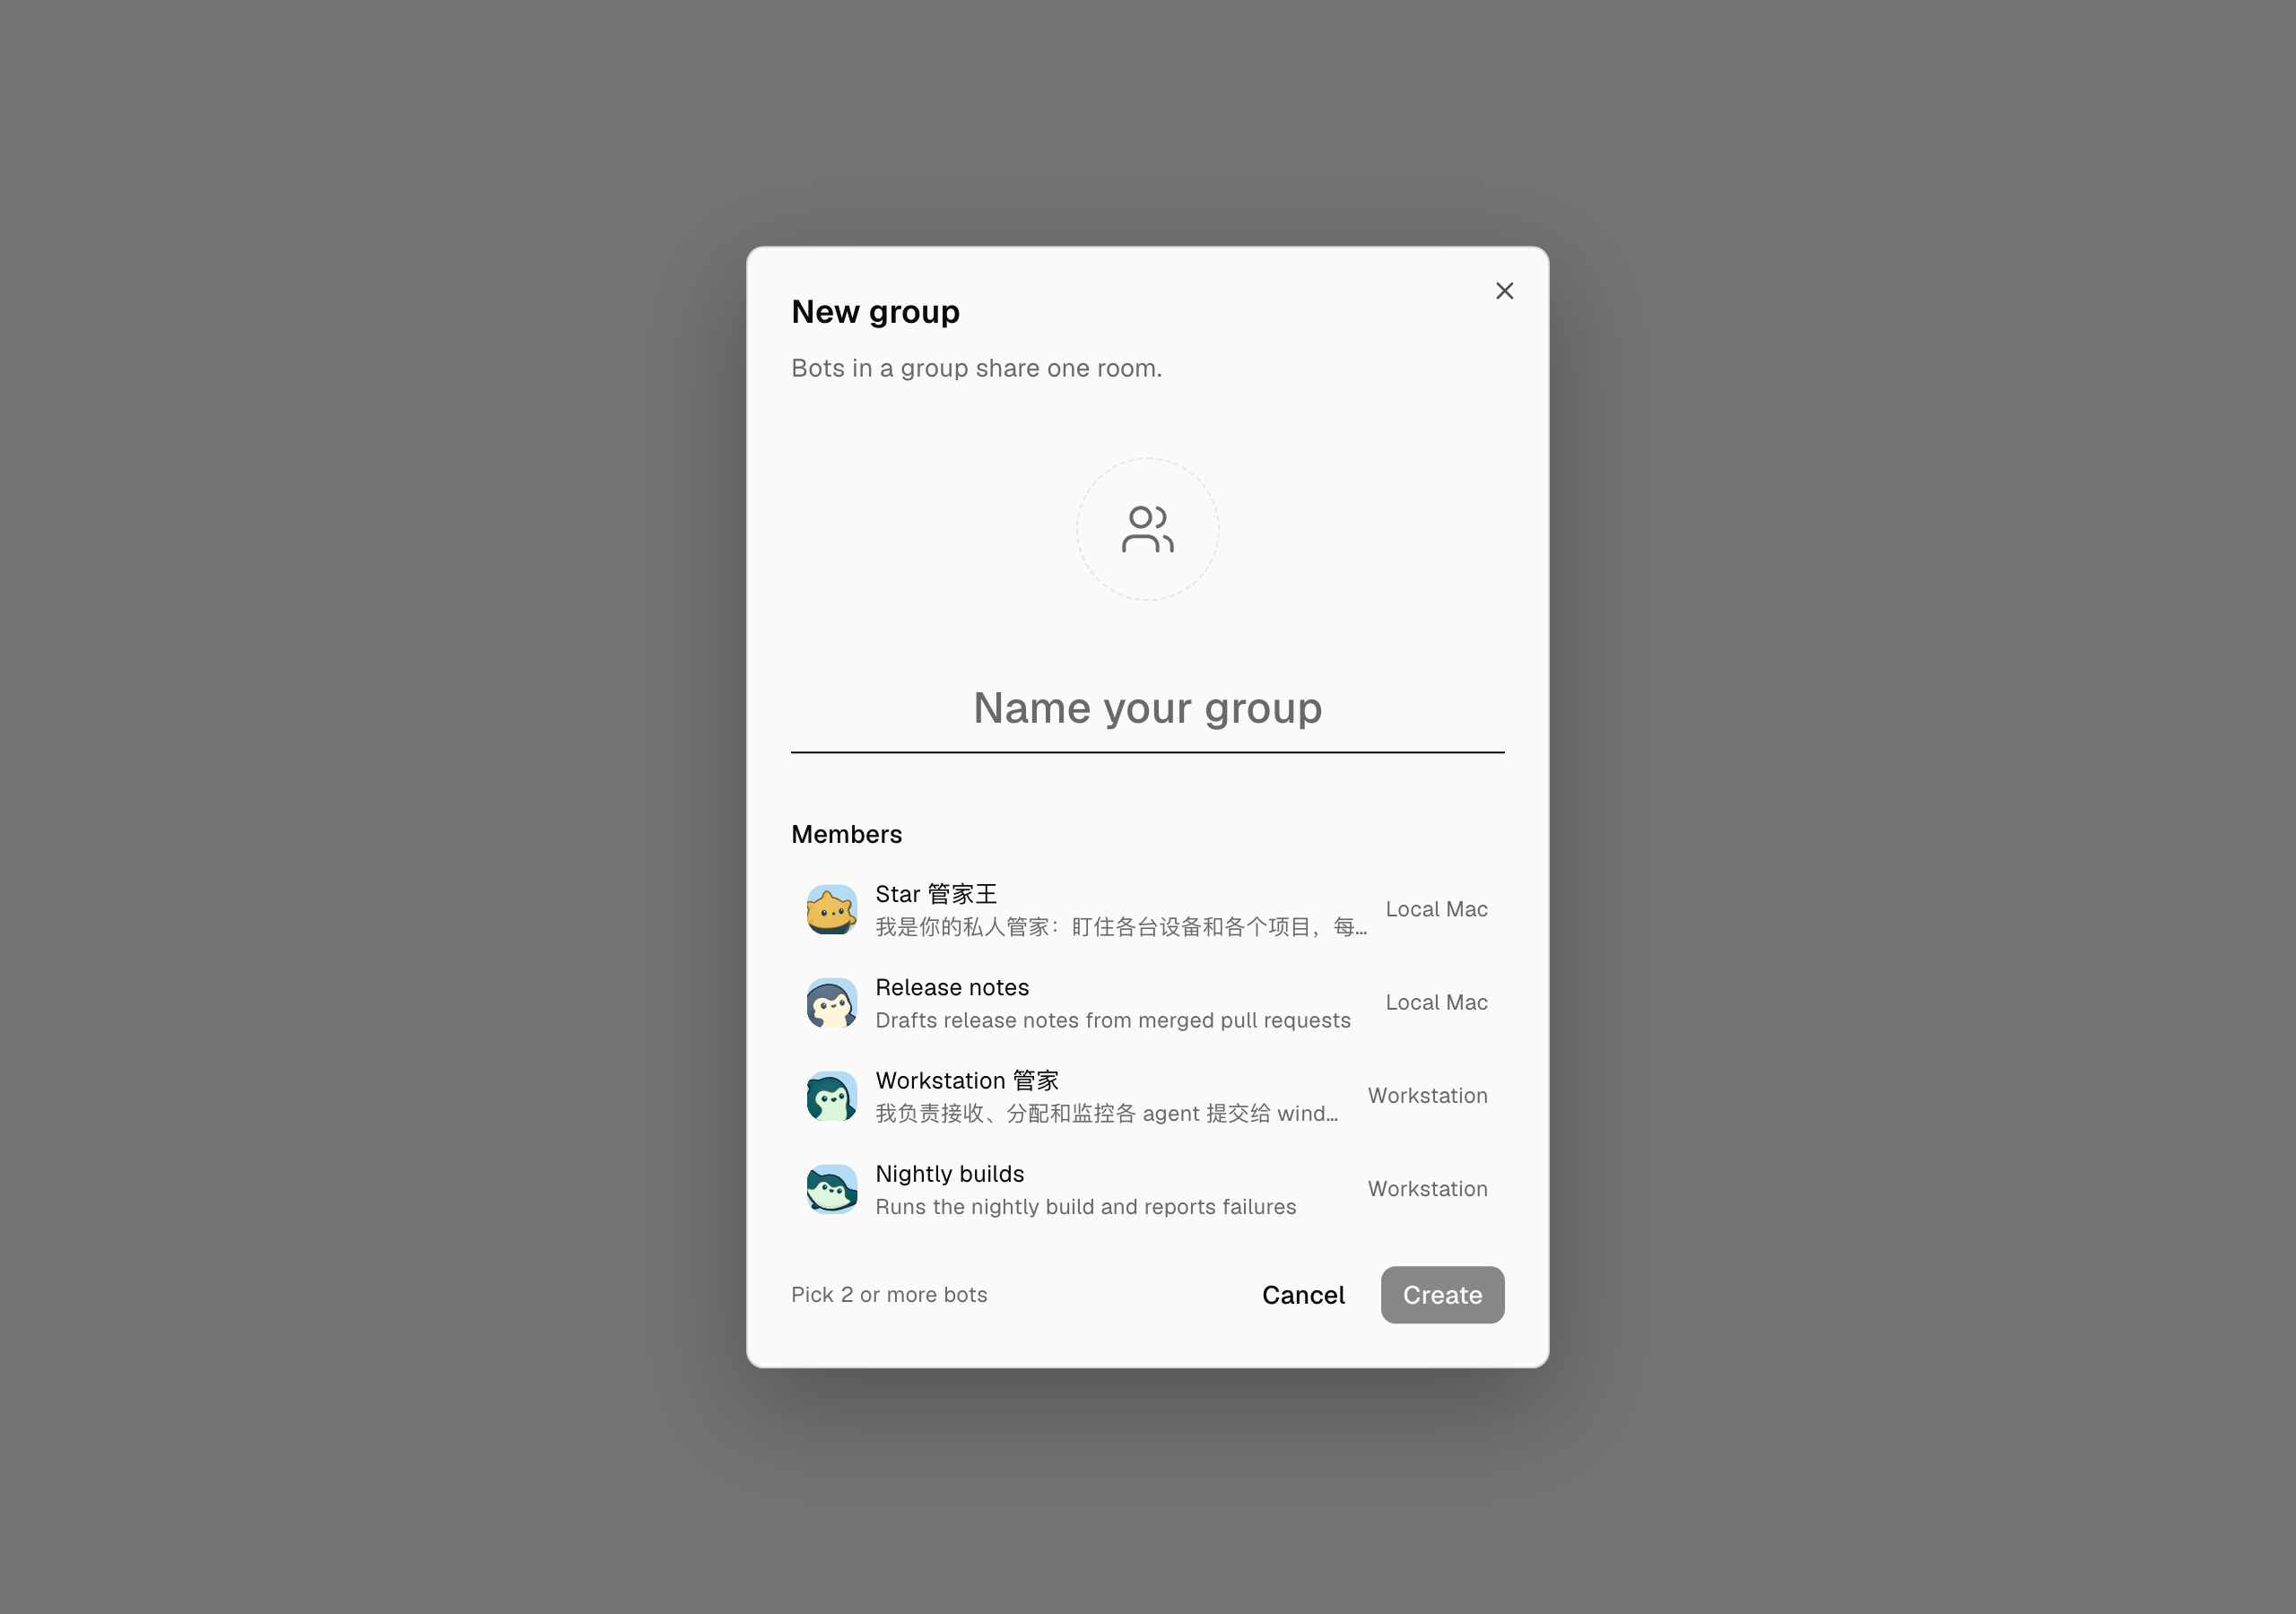 New group
Bots in a group share one room.
Name your group
Members
Star 管家王
Local Mac
我是你的私人管家：盯住各台设备和各个项目，每…
Release notes
Local Mac
Drafts release notes from merged pull requests
Workstation 管家
Workstation
我负责接收、分配和监控各 agent 提交给 wind…
Nightly builds
Workstation
Runs the nightly build and reports failures
Pick 2 or more bots
Cancel
Create